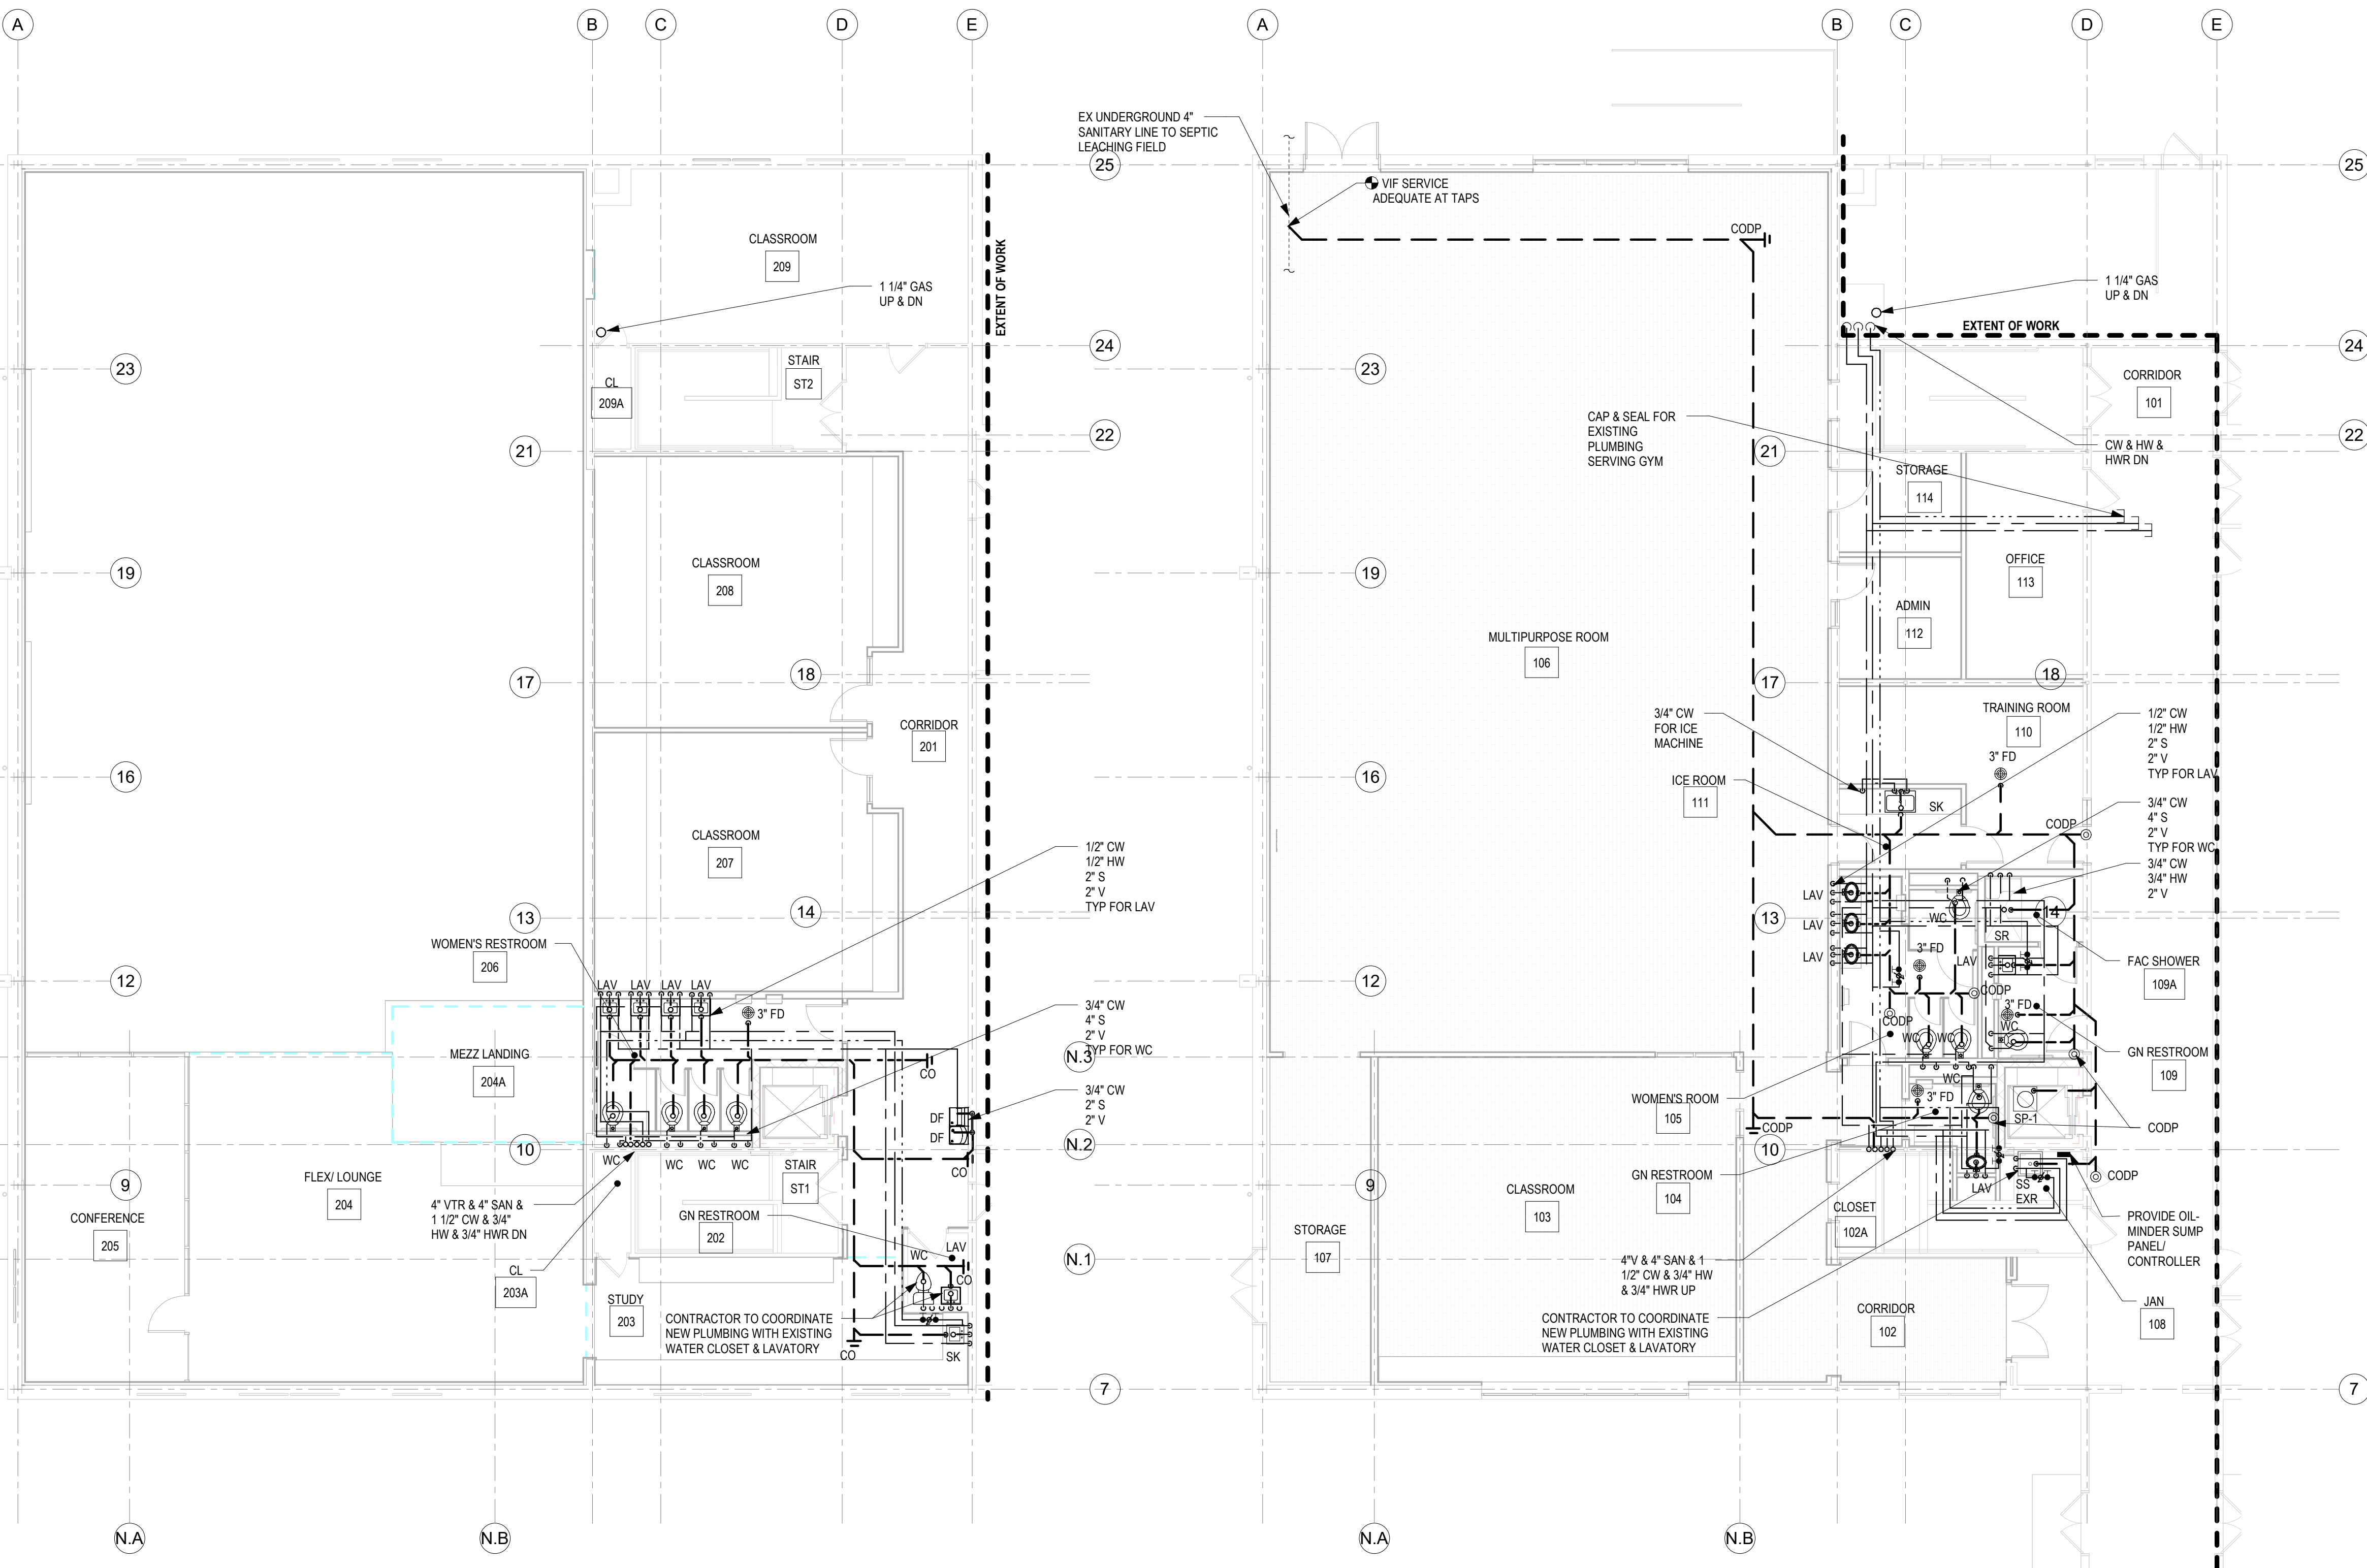 A
B
C
D
E
A
B
C
D
E
25
24
23
22
21
19
18
17
16
14
13
12
N.3
N.2
10
9
N.1
7
N.A
N.B
CLASSROOM
209
1 1/4" GAS
UP & DN
EXTENT OF WORK
STAIR
ST2
CL
209A
CLASSROOM
208
CORRIDOR
201
CLASSROOM
207
1/2" CW
1/2" HW
2" S
2" V
TYP FOR LAV
WOMEN'S RESTROOM
206
LAV
LAV
LAV
LAV
3" FD
3/4" CW
4" S
2" V
TYP FOR WC
MEZZ LANDING
204A
CO
3/4" CW
2" S
2" V
DF
DF
CO
WC
WC
WC
WC
STAIR
ST1
FLEX/ LOUNGE
204
CONFERENCE
205
4" VTR & 4" SAN &
1 1/2" CW & 3/4"
HW & 3/4" HWR DN
GN RESTROOM
202
WC
LAV
CO
CL
203A
STUDY
203
CONTRACTOR TO COORDINATE
NEW PLUMBING WITH EXISTING
WATER CLOSET & LAVATORY
CO
SK
EX UNDERGROUND 4"
SANITARY LINE TO SEPTIC
LEACHING FIELD
25
VIF SERVICE
ADEQUATE AT TAPS
CODP
1 1/4" GAS
UP & DN
EXTENT OF WORK
24
23
CORRIDOR
101
CAP & SEAL FOR
EXISTING
PLUMBING
SERVING GYM
22
21
CW & HW &
HWR DN
STORAGE
114
19
OFFICE
113
ADMIN
112
MULTIPURPOSE ROOM
106
18
17
TRAINING ROOM
110
3/4" CW
FOR ICE
MACHINE
1/2" CW
1/2" HW
2" S
2" V
TYP FOR LAV
3" FD
16
ICE ROOM
111
SK
3/4" CW
4" S
2" V
TYP FOR WC
CODP
3/4" CW
3/4" HW
2" V
LAV
LAV
LAV
13
WC
14
SR
3" FD
LAV
FAC SHOWER
109A
12
CODP
3" FD
CODP
WC
WC
WC
GN RESTROOM
109
WC
3" FD
WOMEN'S ROOM
105
SP-1
CODP
CODP
10
GN RESTROOM
104
CODP
LAV
SS
EXR
9
CLASSROOM
103
STORAGE
107
CLOSET
102A
PROVIDE OIL-
MINDER SUMP
PANEL/
CONTROLLER
4"V & 4" SAN & 1
1/2" CW & 3/4" HW
& 3/4" HWR UP
CONTRACTOR TO COORDINATE
NEW PLUMBING WITH EXISTING
WATER CLOSET & LAVATORY
CORRIDOR
102
JAN
108
7
N.A
N.B